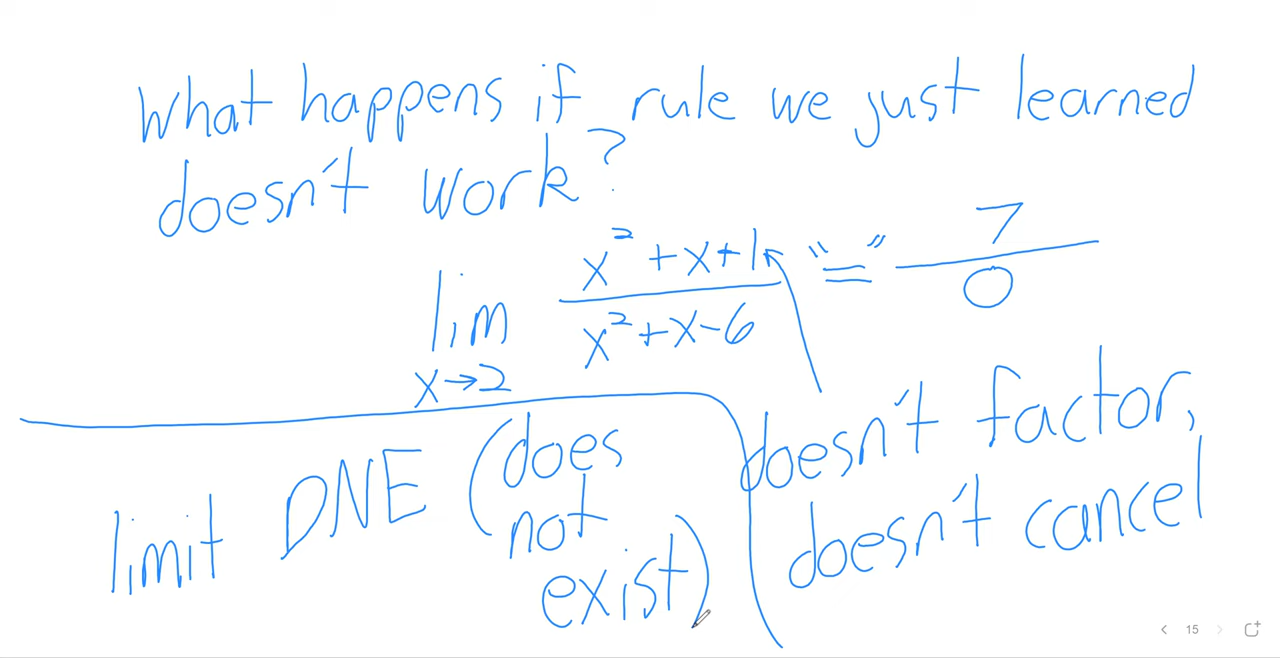 What happens if rule we just learned
doesn't work?
lim x→2 (x² + x + 1)/(x² + x − 6) "=" 7/0
limit DNE (does
not
exist)
doesn't factor,
doesn't cancel
15